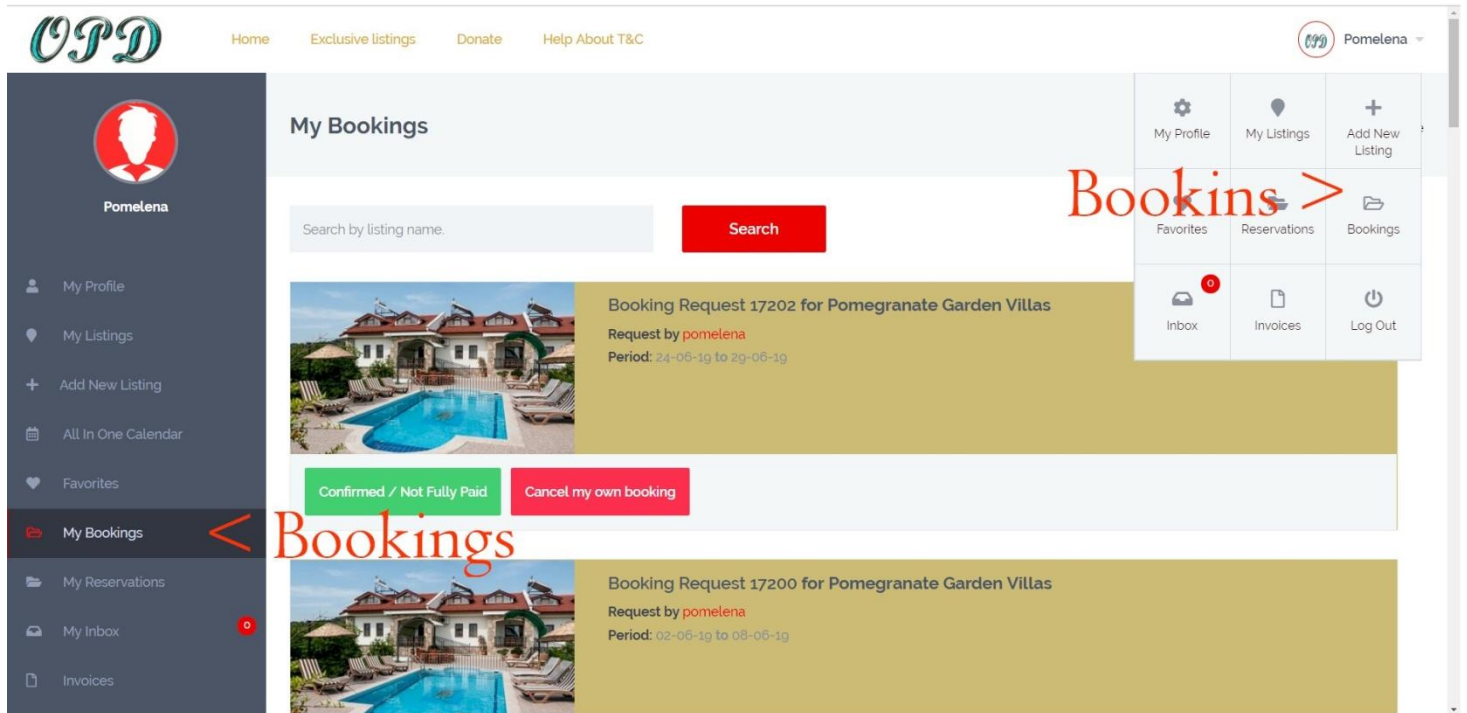 OPD
Home Exclusive listings Donate Help About T&C
OPD Pomelena
My Profile My Listings Add New
Listing
Bookins >
Favorites Reservations Bookings
0
Inbox Invoices Log Out
Pomelena
My Profile
My Listings
Add New Listing
All In One Calendar
Favorites
My Bookings
My Reservations
My Inbox 0
Invoices
< Bookings
My Bookings
Search by listing name. Search
Booking Request 17202 for Pomegranate Garden Villas
Request by pomelena
Period: 24-06-19 to 29-06-19
Confirmed / Not Fully Paid Cancel my own booking
Booking Request 17200 for Pomegranate Garden Villas
Request by pomelena
Period: 02-06-19 to 08-06-19